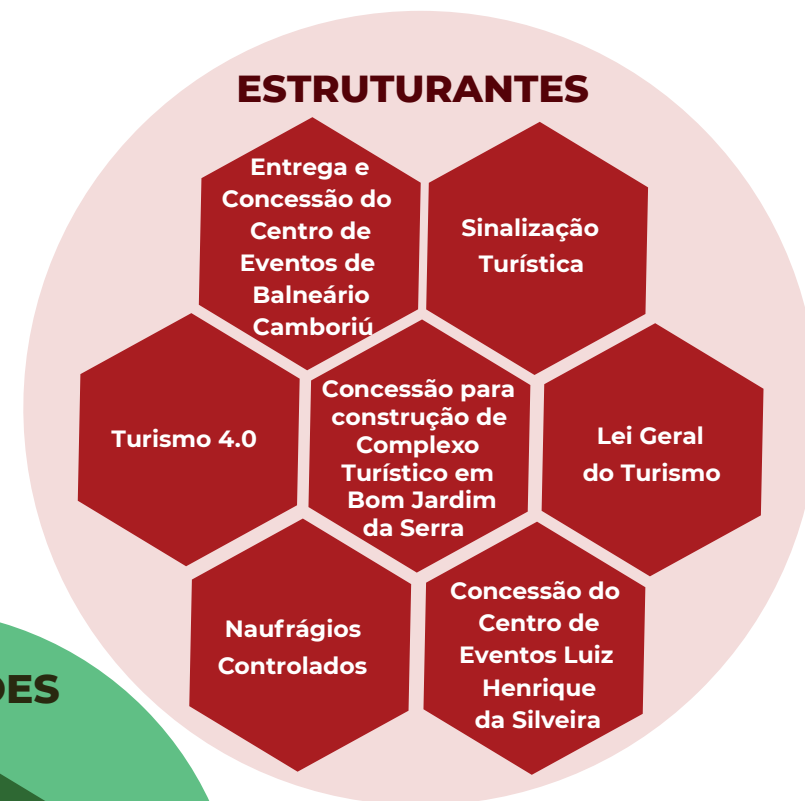 ESTRUTURANTES
Entrega e
Concessão do
Centro de
Eventos de
Balneário
Camboriú
Sinalização
Turística
Turismo 4.0
Concessão para
construção de
Complexo
Turístico em
Bom Jardim
da Serra
Lei Geral
do Turismo
Naufrágios
Controlados
Concessão do
Centro de
Eventos Luiz
Henrique
da Silveira
DES